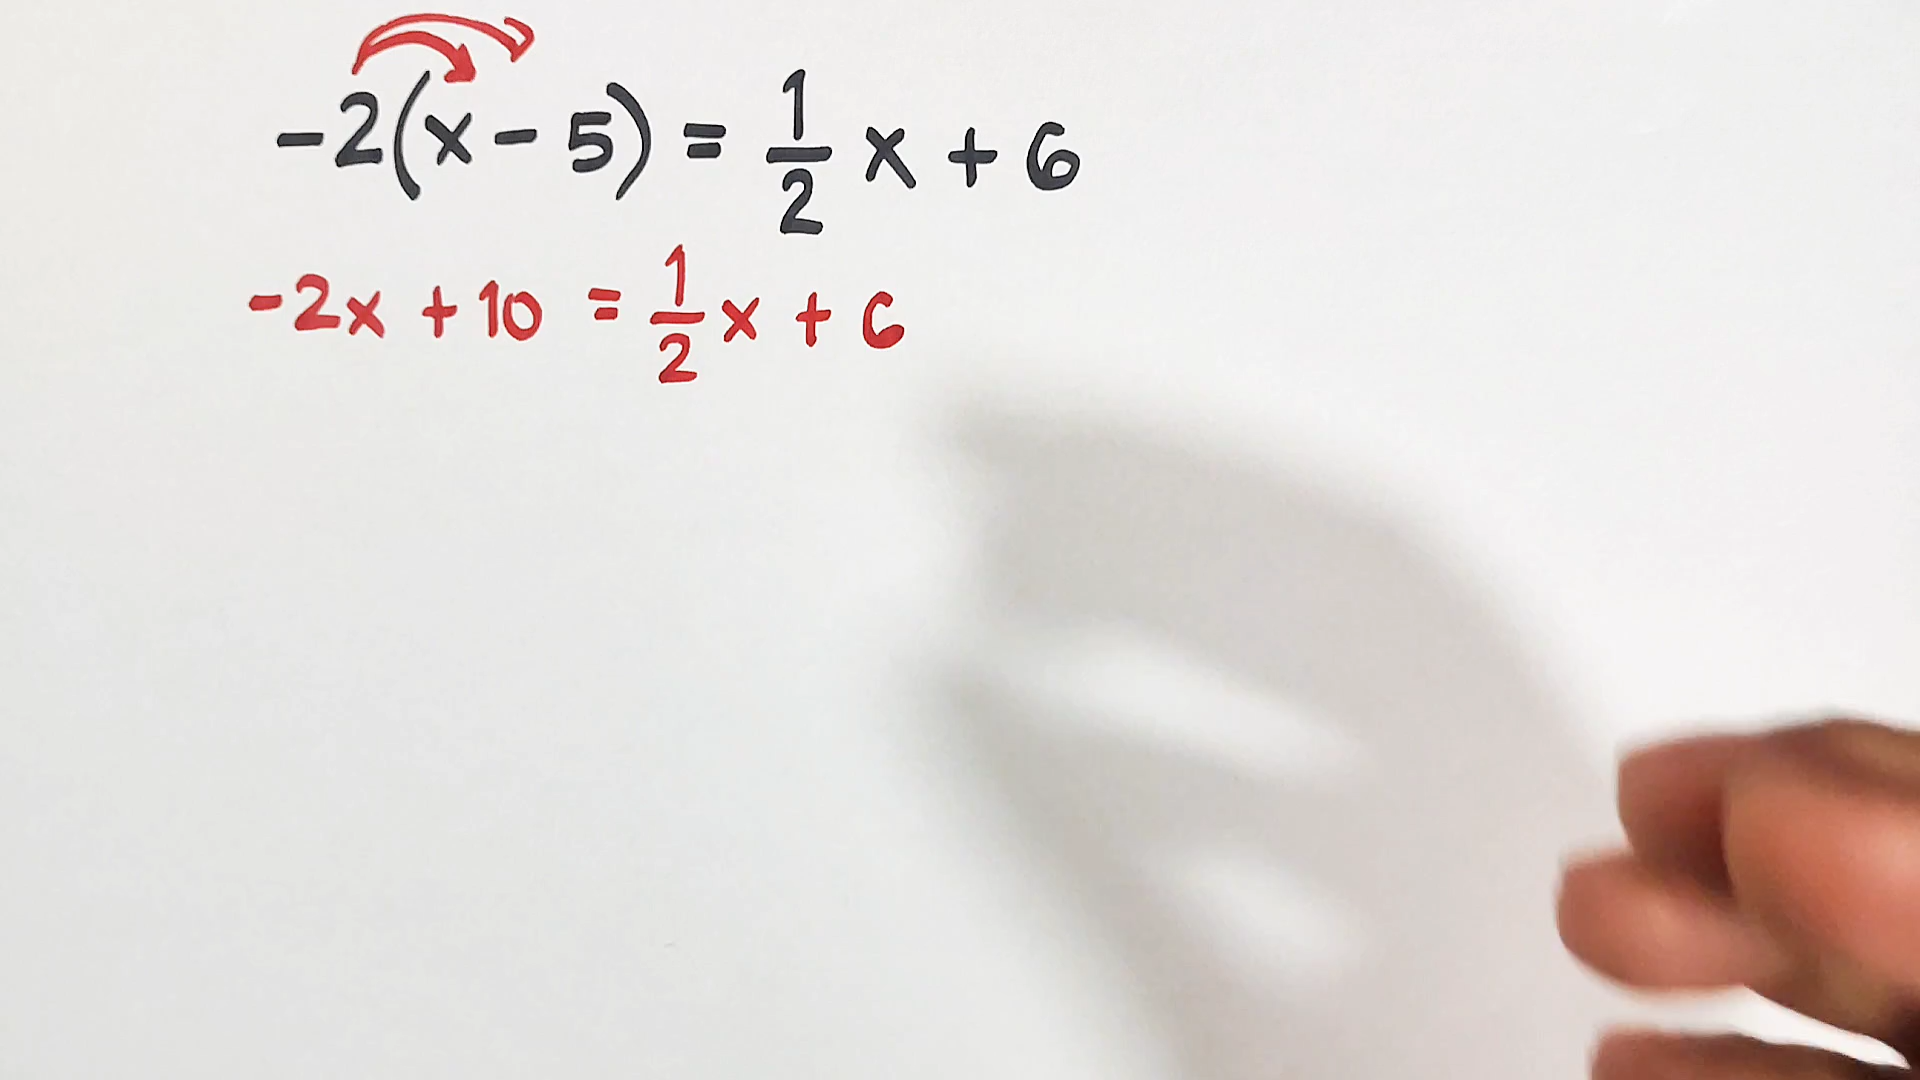 -2(x - 5) = 1/2 x + 6
-2x + 10 = 1/2 x + 6